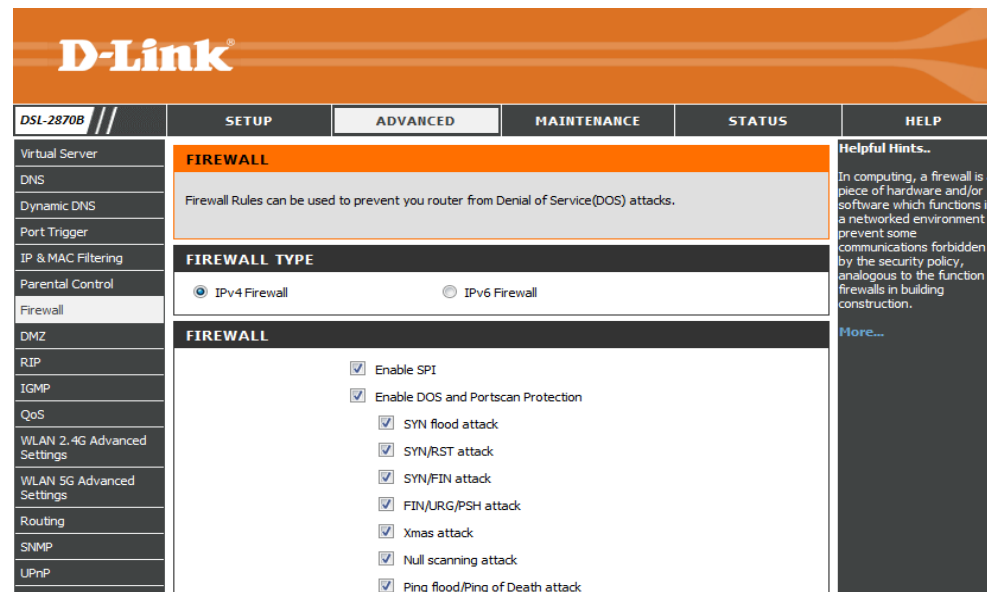 D-Link®
DSL-2870B
SETUP
ADVANCED
MAINTENANCE
STATUS
HELP
Virtual Server
DNS
Dynamic DNS
Port Trigger
IP & MAC Filtering
Parental Control
Firewall
DMZ
RIP
IGMP
QoS
WLAN 2.4G Advanced
Settings
WLAN 5G Advanced
Settings
Routing
SNMP
UPnP
FIREWALL
Firewall Rules can be used to prevent you router from Denial of Service(DOS) attacks.
FIREWALL TYPE
IPv4 Firewall
IPv6 Firewall
FIREWALL
Enable SPI
Enable DOS and Portscan Protection
SYN flood attack
SYN/RST attack
SYN/FIN attack
FIN/URG/PSH attack
Xmas attack
Null scanning attack
Ping flood/Ping of Death attack
Helpful Hints..
In computing, a firewall is
piece of hardware and/or
software which functions
a networked environment
prevent some
communications forbidden
by the security policy,
analogous to the function
firewalls in building
construction.
More...